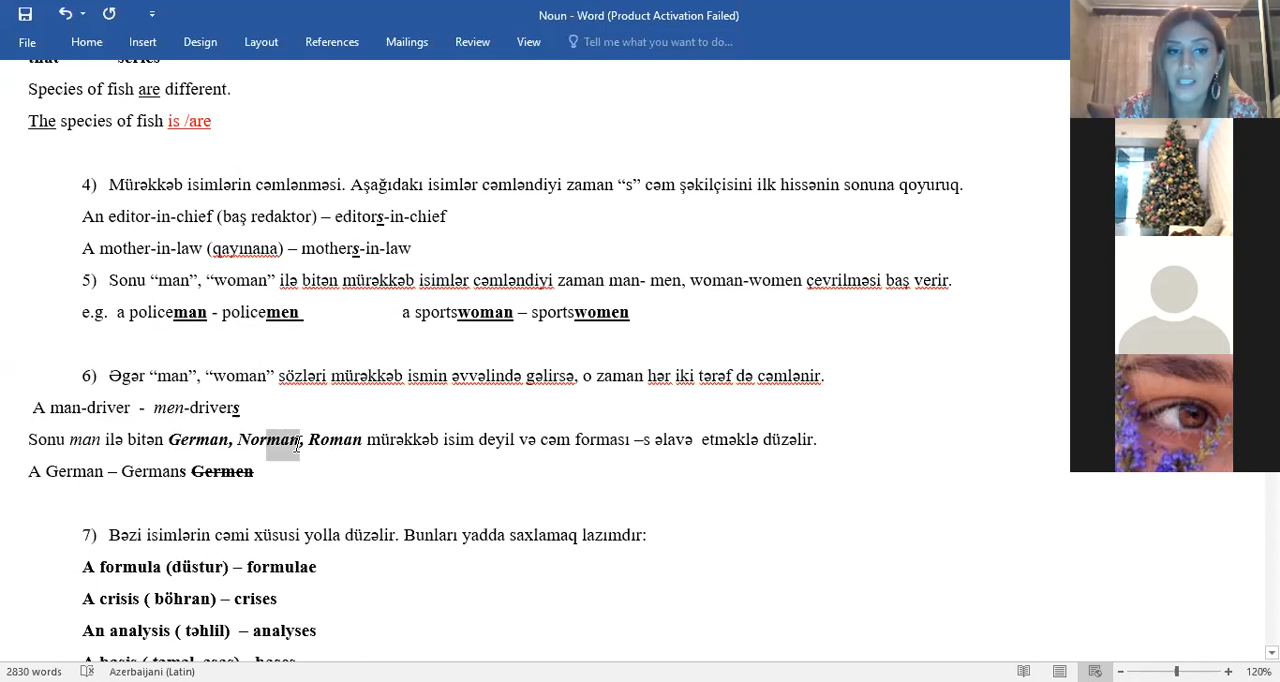 Noun - Word (Product Activation Failed)
File Home Insert Design Layout References Mailings Review View Tell me what you want to do...
that series
Species of fish are different.
The species of fish is /are
4) Mürəkkəb isimlərin cəmlənməsi. Aşağıdakı isimlər cəmləndiyi zaman “s” cəm şəkilçisini ilk hissənin sonuna qoyuruq.
An editor-in-chief (baş redaktor) – editors-in-chief
A mother-in-law (qayınana) – mothers-in-law
5) Sonu “man”, “woman” ilə bitən mürəkkəb isimlər cəmləndiyi zaman man- men, woman-women çevrilməsi baş verir.
e.g. a policeman - policemen a sportswoman – sportswomen
6) Əgər “man”, “woman” sözləri mürəkkəb ismin əvvəlində gəlirsə, o zaman hər iki tərəf də cəmlənir.
A man-driver - men-drivers
Sonu man ilə bitən German, Norman, Roman mürəkkəb isim deyil və cəm forması –s əlavə etməklə düzəlir.
A German – Germans Germen
7) Bəzi isimlərin cəmi xüsusi yolla düzəlir. Bunları yadda saxlamaq lazımdır:
A formula (düstur) – formulae
A crisis ( böhran) – crises
An analysis ( təhlil) – analyses
2830 words Azerbaijani (Latin) 120%